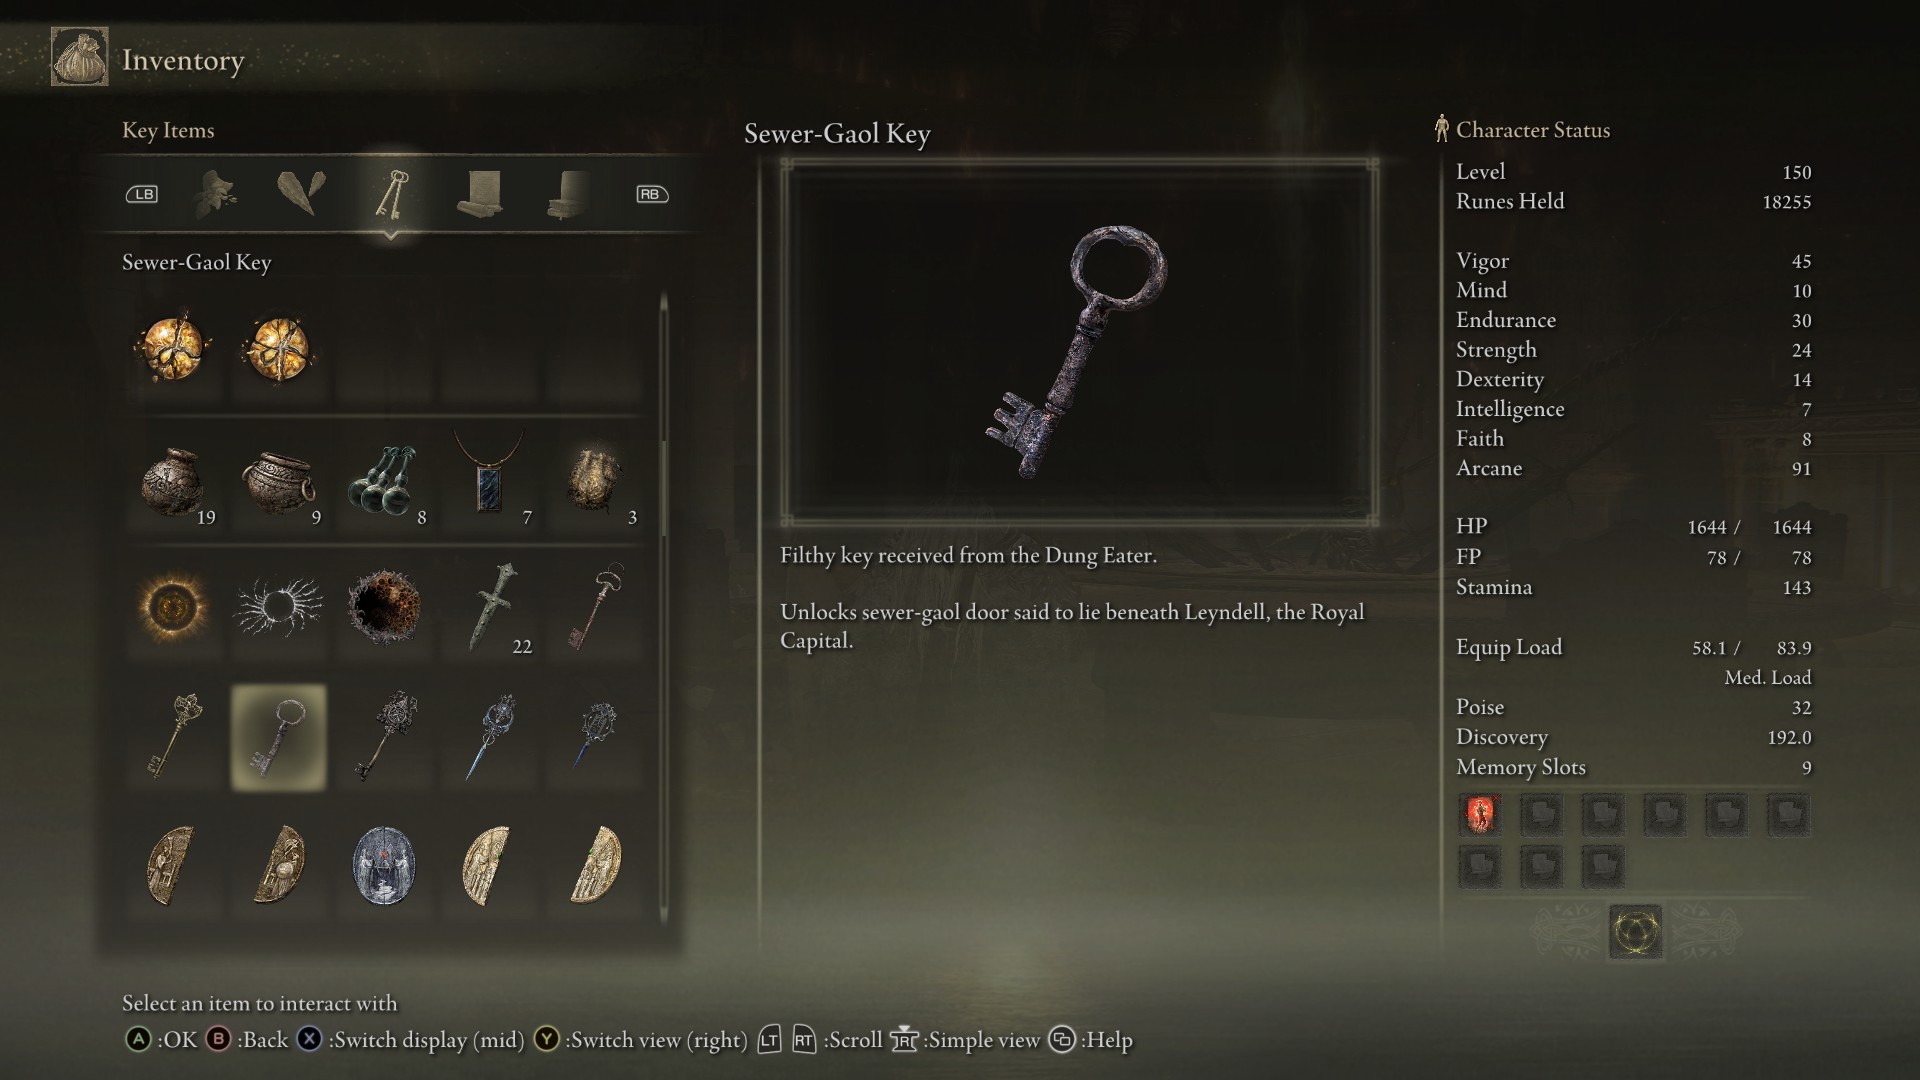 Inventory
Key Items
LB
RB
Sewer-Gaol Key
19
9
8
7
3
22
Sewer-Gaol Key
Filthy key received from the Dung Eater.
Unlocks sewer-gaol door said to lie beneath Leyndell, the Royal
Capital.
Character Status
Level 150
Runes Held 18255
Vigor 45
Mind 10
Endurance 30
Strength 24
Dexterity 14
Intelligence 7
Faith 8
Arcane 91
HP 1644 / 1644
FP 78 / 78
Stamina 143
Equip Load 58.1 / 83.9
Med. Load
Poise 32
Discovery 192.0
Memory Slots 9
Select an item to interact with
A :OK B :Back X :Switch display (mid) Y :Switch view (right) LT RT :Scroll R :Simple view :Help